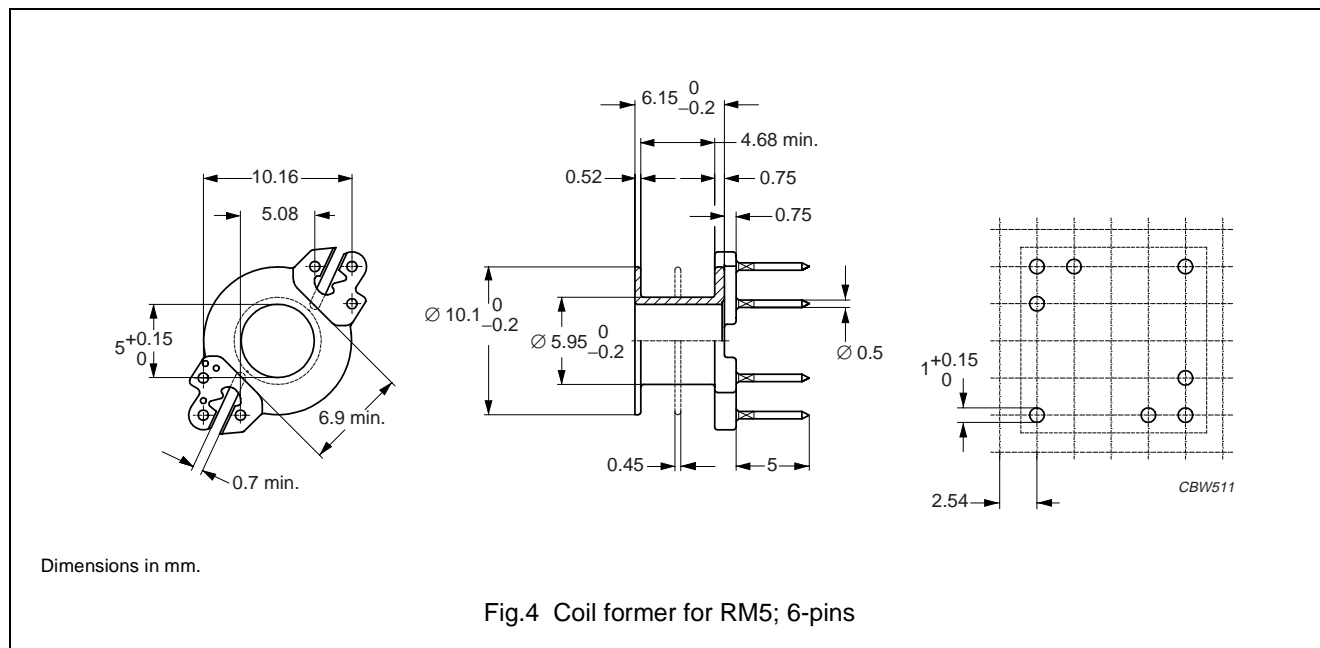 10.16
5.08
5 +0.15 0
6.9 min.
0.7 min.
6.15 0 −0.2
4.68 min.
0.52
0.75
0.75
∅ 10.1 0 −0.2
∅ 5.95 0 −0.2
∅ 0.5
0.45
5
1 +0.15 0
2.54
CBW511
Dimensions in mm.
Fig.4 Coil former for RM5; 6-pins